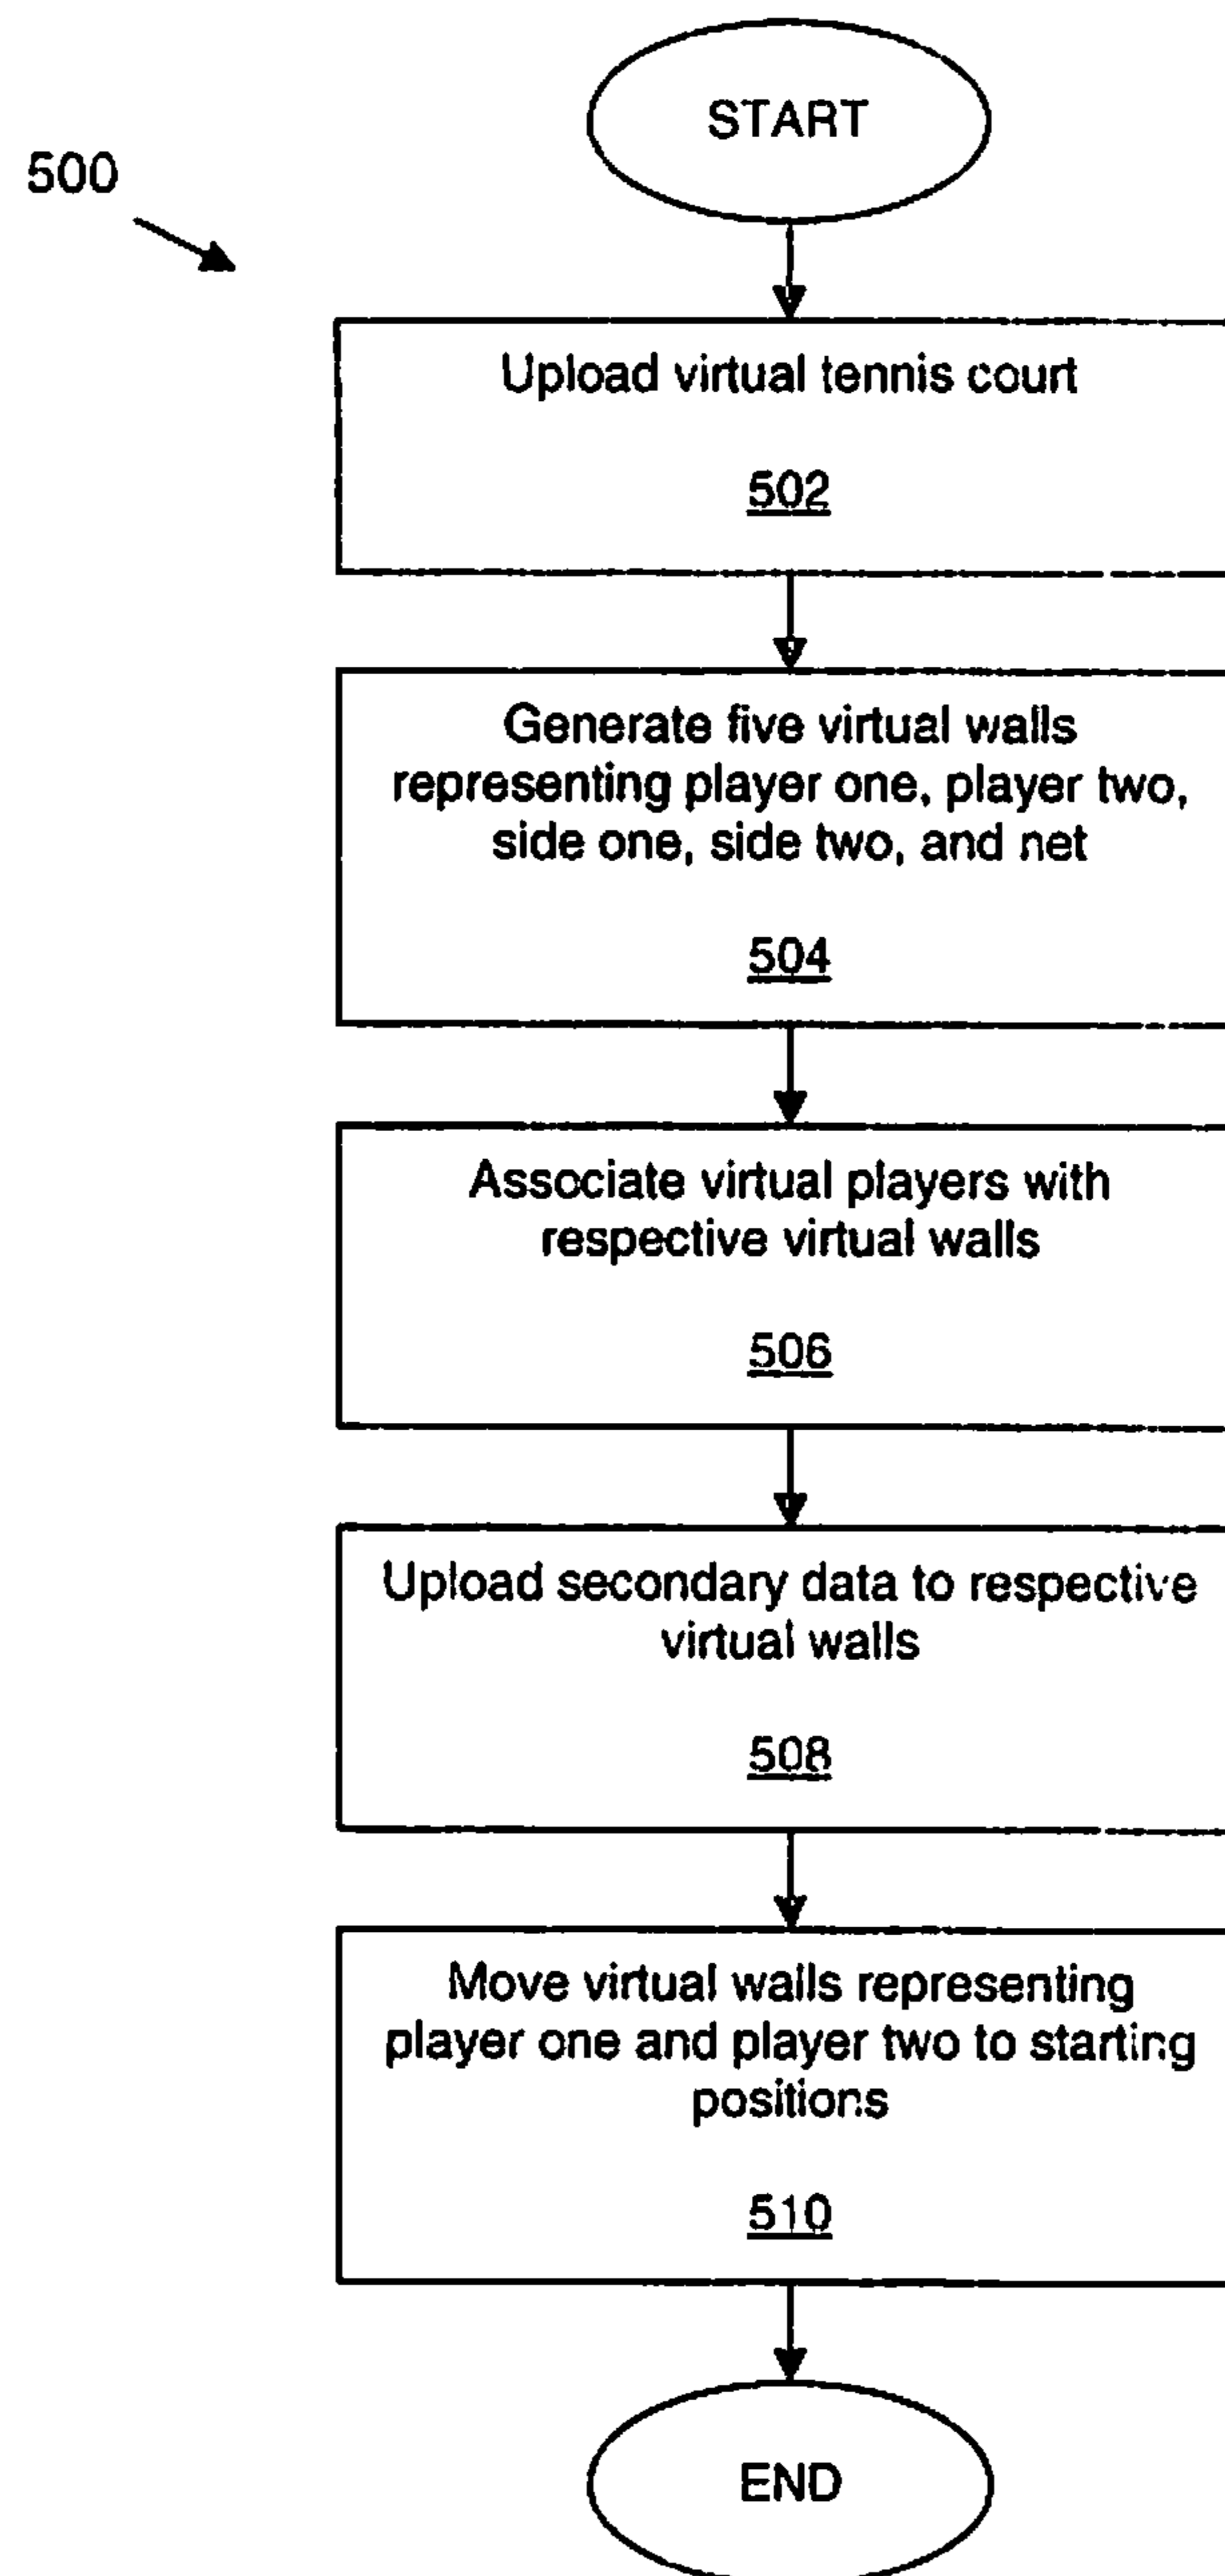 START
500
Upload virtual tennis court
502
Generate five virtual walls
representing player one, player two,
side one, side two, and net
504
Associate virtual players with
respective virtual walls
506
Upload secondary data to respective
virtual walls
508
Move virtual walls representing
player one and player two to starting
positions
510
END